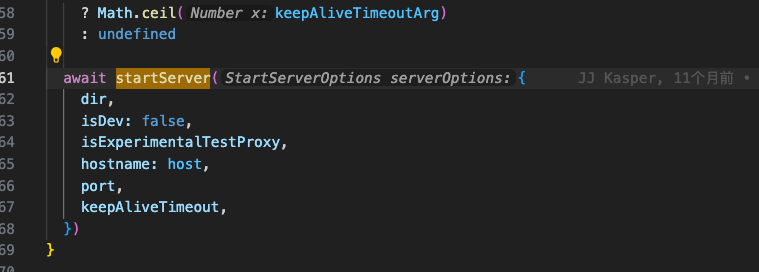 58 ? Math.ceil( Number x: keepAliveTimeoutArg)
59 : undefined
60
61 await startServer( StartServerOptions serverOptions: { JJ Kasper, 11个月前 •
62 dir,
63 isDev: false,
64 isExperimentalTestProxy,
65 hostname: host,
66 port,
67 keepAliveTimeout,
68 })
69 }